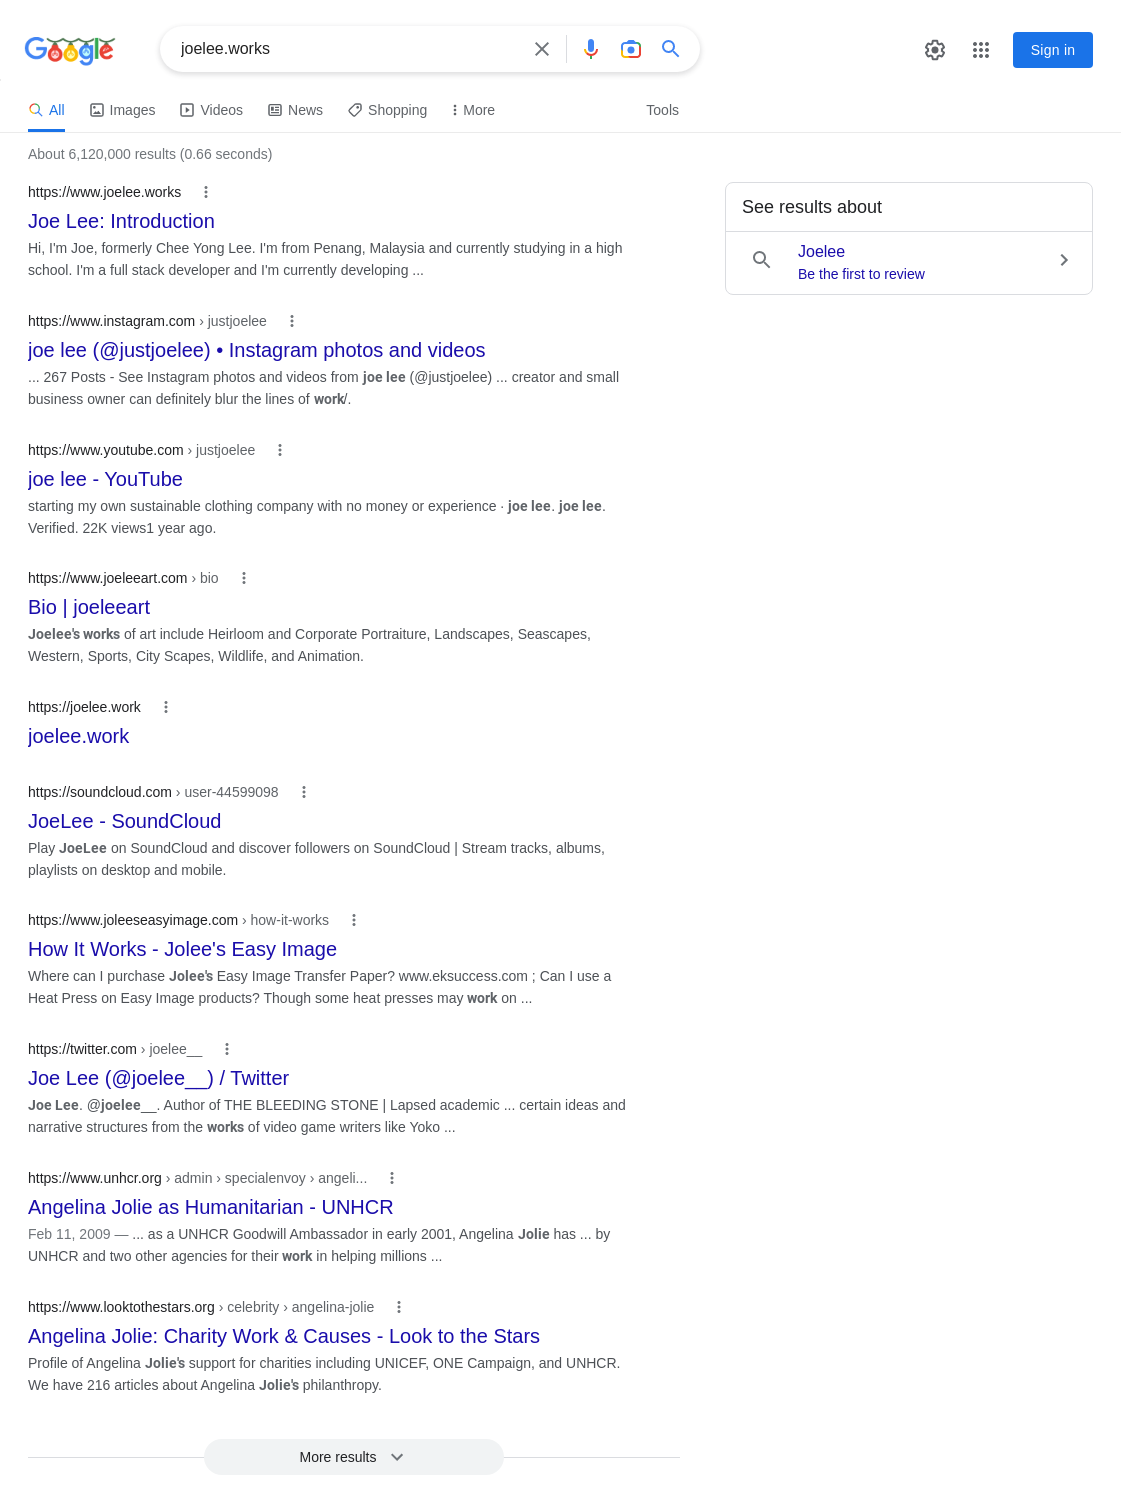 Google
joelee.works
Sign in
All Images Videos News Shopping More Tools
About 6,120,000 results (0.66 seconds)
https://www.joelee.works
Joe Lee: Introduction
Hi, I'm Joe, formerly Chee Yong Lee. I'm from Penang, Malaysia and currently studying in a high
school. I'm a full stack developer and I'm currently developing ...
https://www.instagram.com › justjoelee
joe lee (@justjoelee) • Instagram photos and videos
... 267 Posts - See Instagram photos and videos from joe lee (@justjoelee) ... creator and small
business owner can definitely blur the lines of work/.
https://www.youtube.com › justjoelee
joe lee - YouTube
starting my own sustainable clothing company with no money or experience · joe lee. joe lee.
Verified. 22K views1 year ago.
https://www.joeleeart.com › bio
Bio | joeleeart
Joelee's works of art include Heirloom and Corporate Portraiture, Landscapes, Seascapes,
Western, Sports, City Scapes, Wildlife, and Animation.
https://joelee.work
joelee.work
https://soundcloud.com › user-44599098
JoeLee - SoundCloud
Play JoeLee on SoundCloud and discover followers on SoundCloud | Stream tracks, albums,
playlists on desktop and mobile.
https://www.joleeseasyimage.com › how-it-works
How It Works - Jolee's Easy Image
Where can I purchase Jolee's Easy Image Transfer Paper? www.eksuccess.com ; Can I use a
Heat Press on Easy Image products? Though some heat presses may work on ...
https://twitter.com › joelee__
Joe Lee (@joelee__) / Twitter
Joe Lee. @joelee__. Author of THE BLEEDING STONE | Lapsed academic ... certain ideas and
narrative structures from the works of video game writers like Yoko ...
https://www.unhcr.org › admin › specialenvoy › angeli...
Angelina Jolie as Humanitarian - UNHCR
Feb 11, 2009 — ... as a UNHCR Goodwill Ambassador in early 2001, Angelina Jolie has ... by
UNHCR and two other agencies for their work in helping millions ...
https://www.looktothestars.org › celebrity › angelina-jolie
Angelina Jolie: Charity Work & Causes - Look to the Stars
Profile of Angelina Jolie's support for charities including UNICEF, ONE Campaign, and UNHCR.
We have 216 articles about Angelina Jolie's philanthropy.
More results
See results about
Joelee
Be the first to review